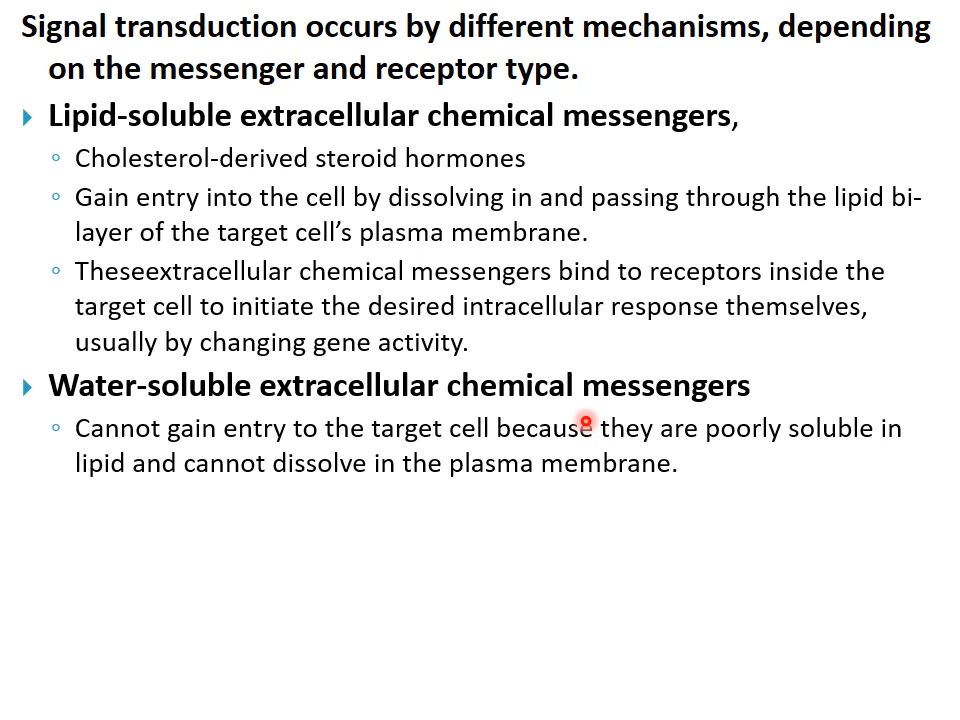 Signal transduction occurs by different mechanisms, depending
on the messenger and receptor type.
Lipid-soluble extracellular chemical messengers,
Cholesterol-derived steroid hormones
Gain entry into the cell by dissolving in and passing through the lipid bi-
layer of the target cell’s plasma membrane.
Theseextracellular chemical messengers bind to receptors inside the
target cell to initiate the desired intracellular response themselves,
usually by changing gene activity.
Water-soluble extracellular chemical messengers
Cannot gain entry to the target cell because they are poorly soluble in
lipid and cannot dissolve in the plasma membrane.